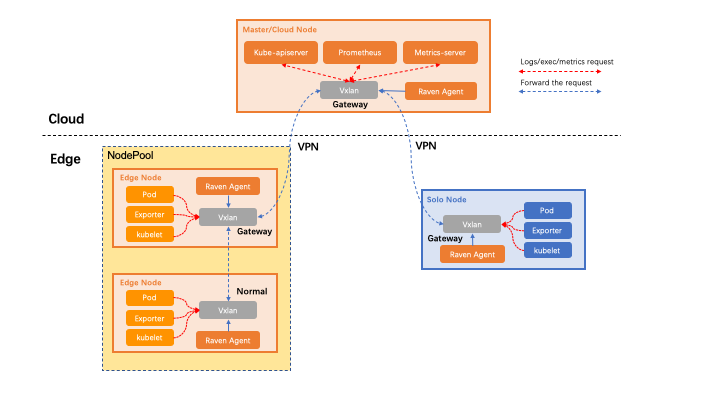 Master/Cloud Node
Kube-apiserver
Prometheus
Metrics-server
Vxlan
Raven Agent
Gateway
Logs/exec/metrics request
Forward the request
Cloud
Edge
VPN
VPN
NodePool
Edge Node
Pod
Exporter
kubelet
Raven Agent
Vxlan
Gateway
Normal
Edge Node
Pod
Exporter
kubelet
Vxlan
Raven Agent
Solo Node
Vxlan
Gateway
Raven Agent
Pod
Exporter
kubelet